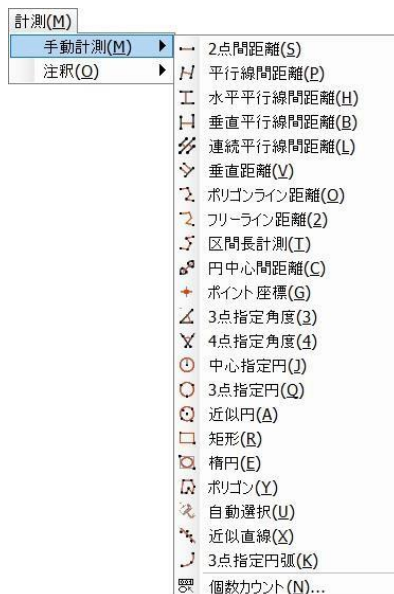 計測(M)
手動計測(M)
注釈(O)
2点間距離(S)
平行線間距離(P)
水平平行線間距離(H)
垂直平行線間距離(B)
連続平行線間距離(L)
垂直距離(V)
ポリゴンライン距離(O)
フリーライン距離(2)
区間長計測(T)
円中心間距離(C)
ポイント座標(G)
3点指定角度(3)
4点指定角度(4)
中心指定円(J)
3点指定円(Q)
近似円(A)
矩形(R)
楕円(E)
ポリゴン(Y)
自動選択(U)
近似直線(X)
3点指定円弧(K)
個数カウント(N)...